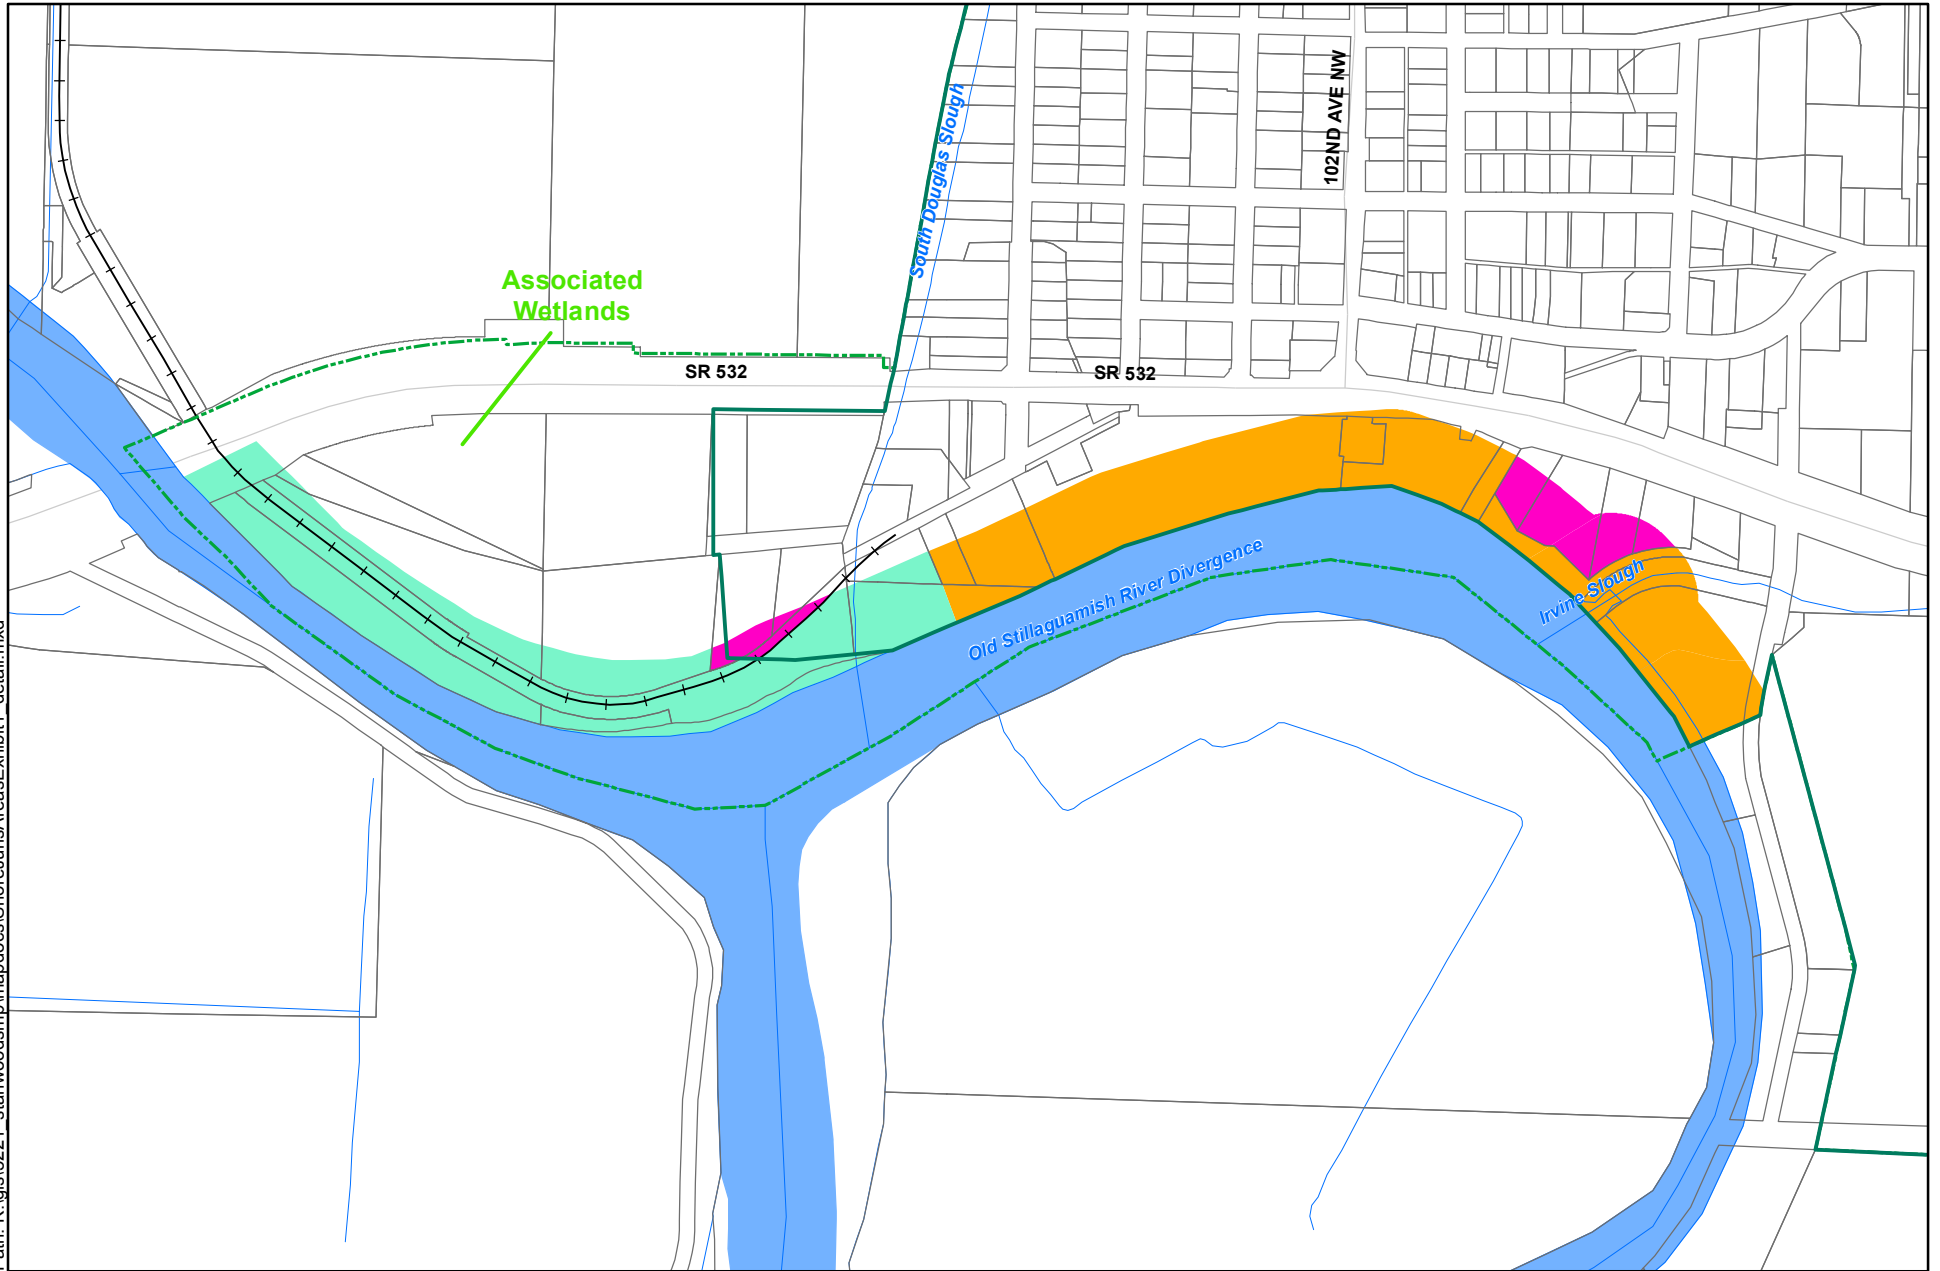 102ND AVE NW
South Douglas Slough
Associated
Wetlands
SR 532
SR 532
Old Stillaguamish River Divergence
Irvine Slough